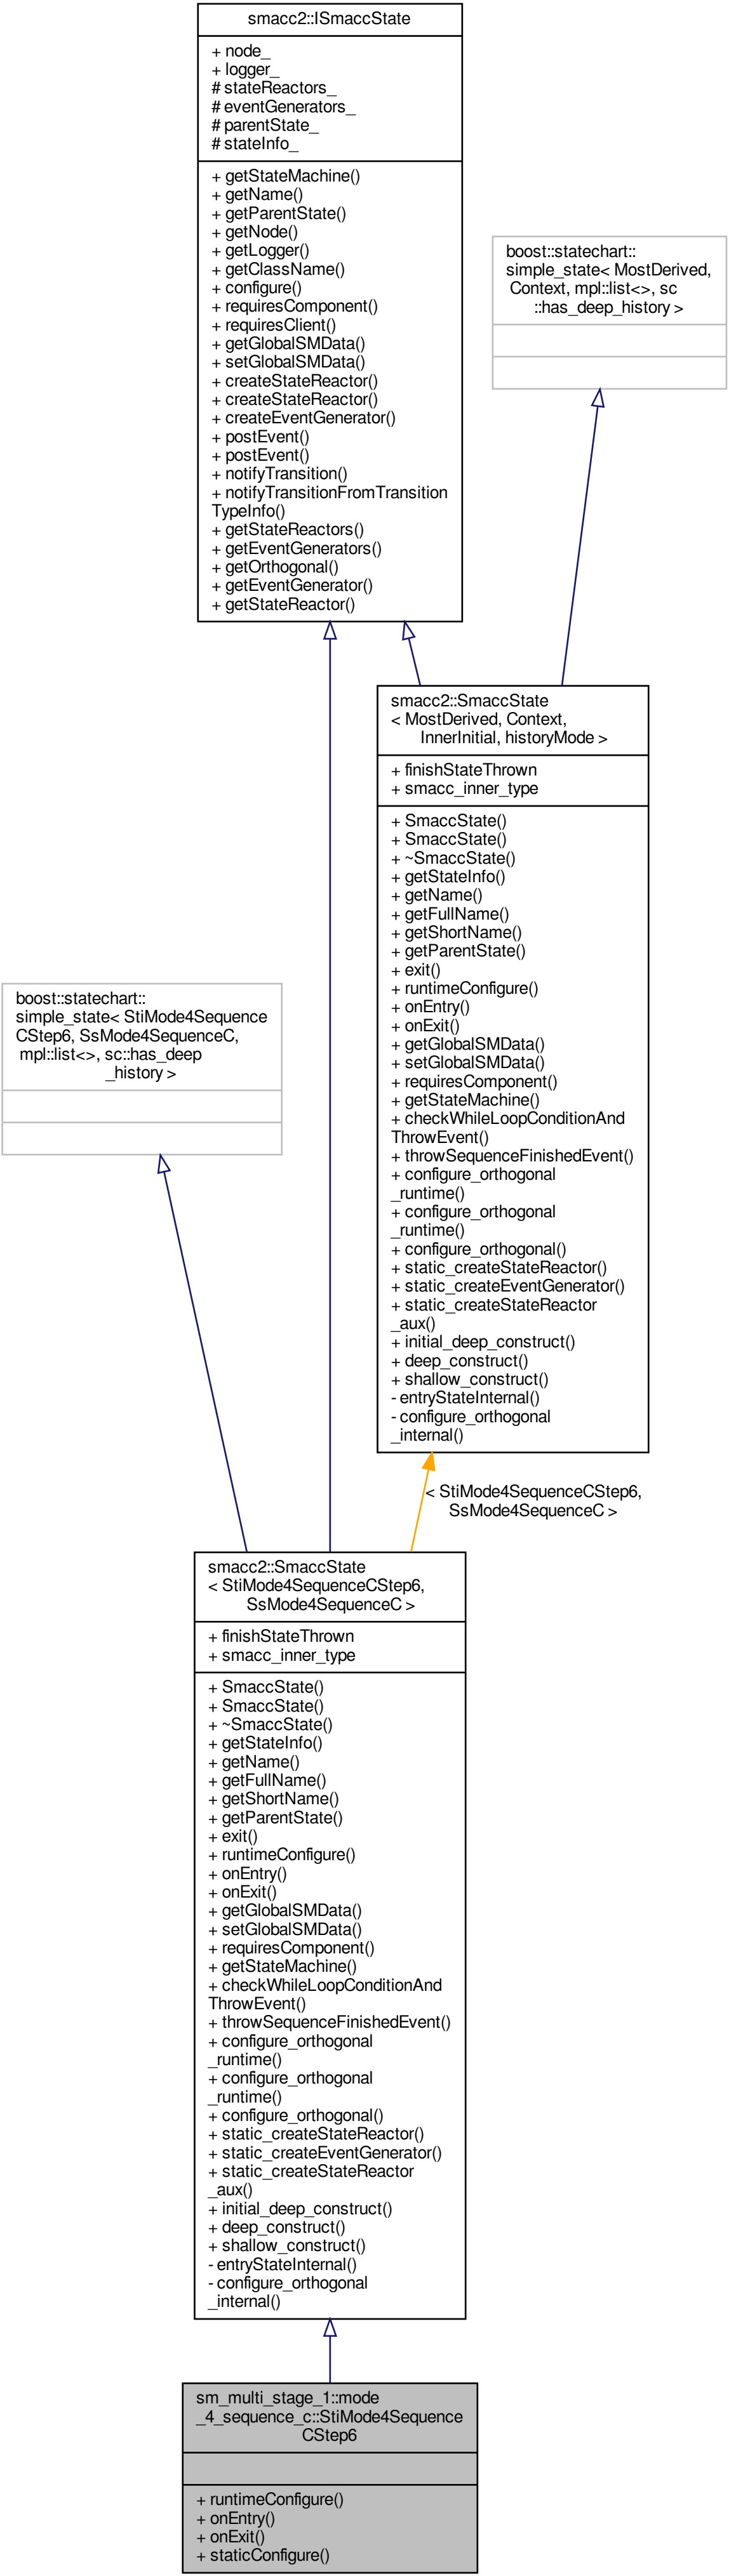 smacc2::ISmaccState
+ node_
+ logger_
# stateReactors_
# eventGenerators_
# parentState_
# stateInfo_
+ getStateMachine()
+ getName()
+ getParentState()
+ getNode()
+ getLogger()
+ getClassName()
+ configure()
+ requiresComponent()
+ requiresClient()
+ getGlobalSMData()
+ setGlobalSMData()
+ createStateReactor()
+ createStateReactor()
+ createEventGenerator()
+ postEvent()
+ postEvent()
+ notifyTransition()
+ notifyTransitionFromTransition
TypeInfo()
+ getStateReactors()
+ getEventGenerators()
+ getOrthogonal()
+ getEventGenerator()
+ getStateReactor()
boost::statechart::
simple_state< MostDerived,
Context, mpl::list<>, sc
::has_deep_history >
smacc2::SmaccState
< MostDerived, Context,
InnerInitial, historyMode >
+ finishStateThrown
+ smacc_inner_type
+ SmaccState()
+ SmaccState()
+ ~SmaccState()
+ getStateInfo()
+ getName()
+ getFullName()
+ getShortName()
+ getParentState()
+ exit()
+ runtimeConfigure()
+ onEntry()
+ onExit()
+ getGlobalSMData()
+ setGlobalSMData()
+ requiresComponent()
+ getStateMachine()
+ checkWhileLoopConditionAnd
ThrowEvent()
+ throwSequenceFinishedEvent()
+ configure_orthogonal
_runtime()
+ configure_orthogonal
_runtime()
+ configure_orthogonal()
+ static_createStateReactor()
+ static_createEventGenerator()
+ static_createStateReactor
_aux()
+ initial_deep_construct()
+ deep_construct()
+ shallow_construct()
- entryStateInternal()
- configure_orthogonal
_internal()
boost::statechart::
simple_state< StiMode4Sequence
CStep6, SsMode4SequenceC,
mpl::list<>, sc::has_deep
_history >
< StiMode4SequenceCStep6,
SsMode4SequenceC >
smacc2::SmaccState
< StiMode4SequenceCStep6,
SsMode4SequenceC >
+ finishStateThrown
+ smacc_inner_type
+ SmaccState()
+ SmaccState()
+ ~SmaccState()
+ getStateInfo()
+ getName()
+ getFullName()
+ getShortName()
+ getParentState()
+ exit()
+ runtimeConfigure()
+ onEntry()
+ onExit()
+ getGlobalSMData()
+ setGlobalSMData()
+ requiresComponent()
+ getStateMachine()
+ checkWhileLoopConditionAnd
ThrowEvent()
+ throwSequenceFinishedEvent()
+ configure_orthogonal
_runtime()
+ configure_orthogonal
_runtime()
+ configure_orthogonal()
+ static_createStateReactor()
+ static_createEventGenerator()
+ static_createStateReactor
_aux()
+ initial_deep_construct()
+ deep_construct()
+ shallow_construct()
- entryStateInternal()
- configure_orthogonal
_internal()
sm_multi_stage_1::mode
_4_sequence_c::StiMode4Sequence
CStep6
+ runtimeConfigure()
+ onEntry()
+ onExit()
+ staticConfigure()